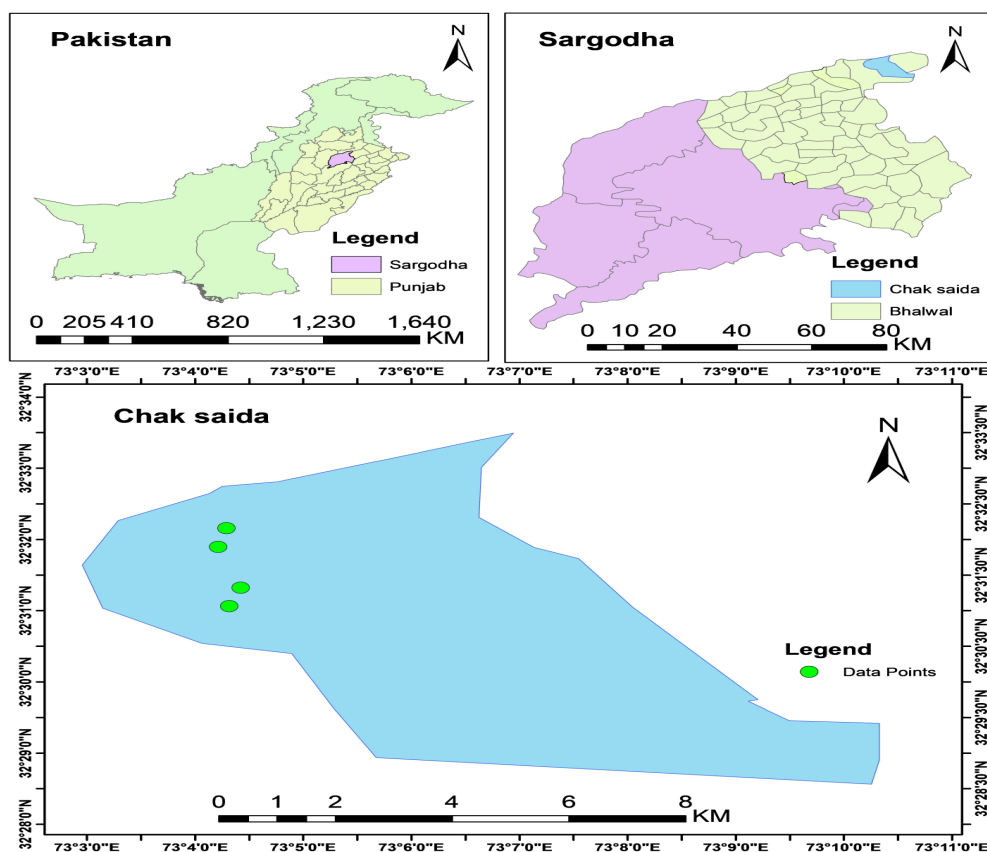 Pakistan
N
Legend
Sargodha
Punjab
0 205 410 820 1,230 1,640
KM
Sargodha
N
Legend
Chak saida
Bhalwal
0 10 20 40 60 80
KM
73°3'0"E 73°4'0"E 73°5'0"E 73°6'0"E 73°7'0"E 73°8'0"E 73°9'0"E 73°10'0"E 73°11'0"E
Chak saida
N
32°34'0"N
32°33'0"N
32°32'0"N
32°31'0"N
32°30'0"N
32°29'0"N
32°28'0"N
32°33'30"N
32°32'30"N
32°31'30"N
32°30'30"N
32°29'30"N
32°28'30"N
Legend
Data Points
0 1 2 4 6 8
KM
73°3'0"E 73°4'0"E 73°5'0"E 73°6'0"E 73°7'0"E 73°8'0"E 73°9'0"E 73°10'0"E 73°11'0"E